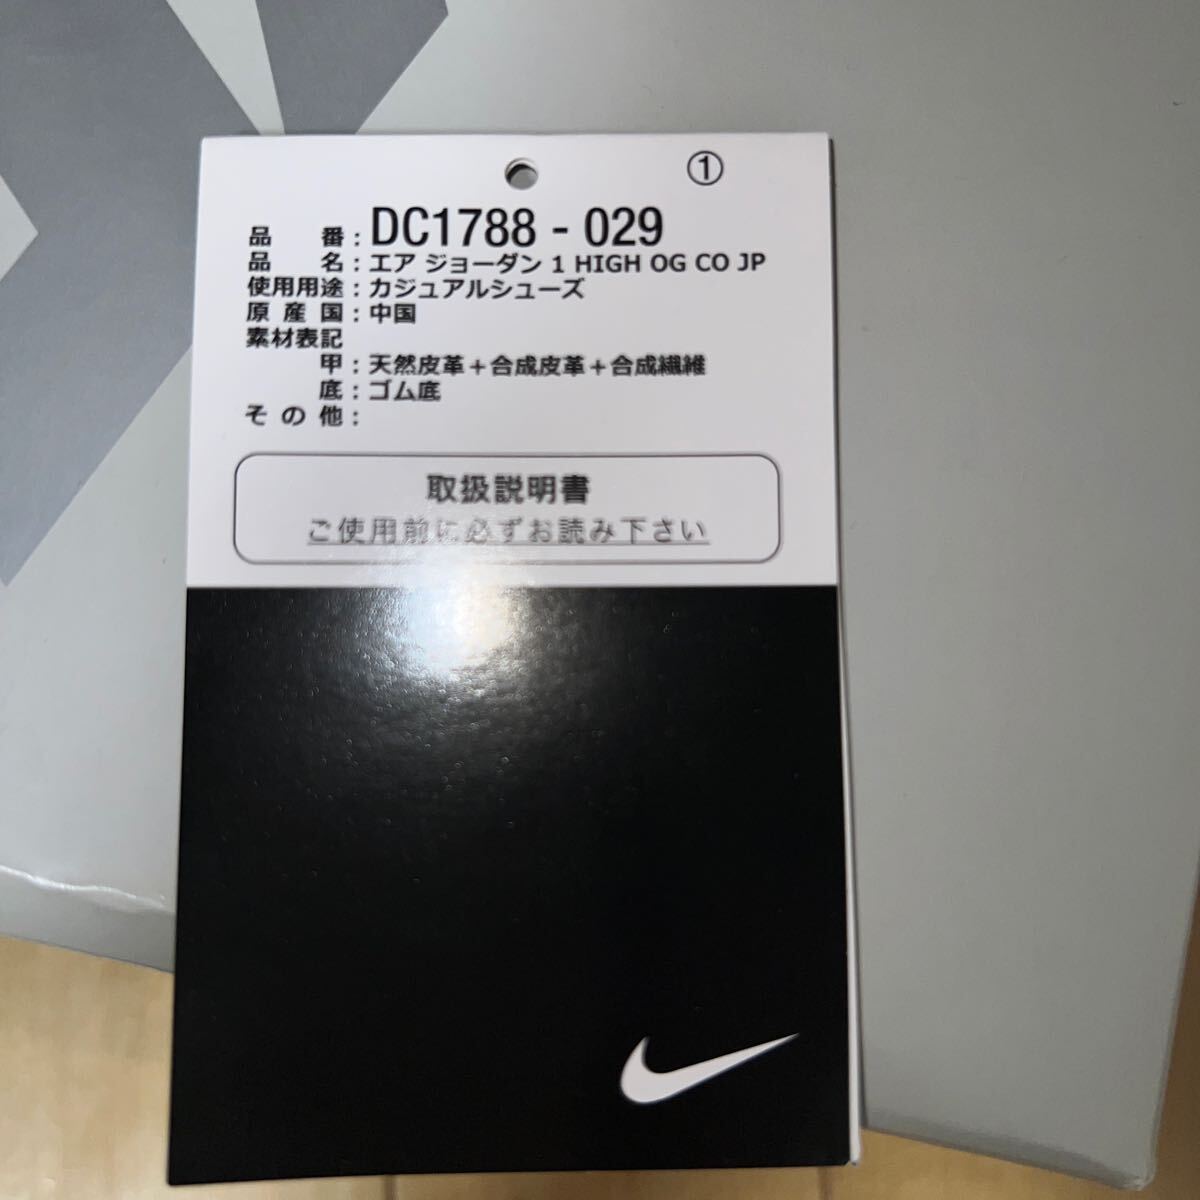 ①
品番：DC1788 - 029
品名：エア ジョーダン 1 HIGH OG CO JP
使用用途：カジュアルシューズ
原産国：中国
素材表記
甲：天然皮革＋合成皮革＋合成繊維
底：ゴム底
その他：
取扱説明書
ご使用前に必ずお読み下さい